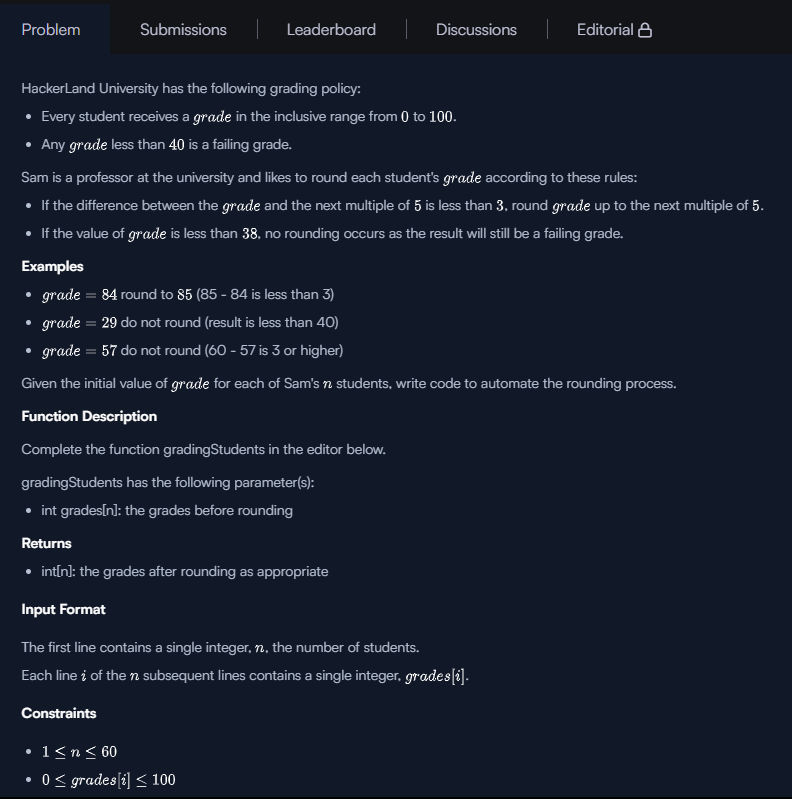 Problem
Submissions
Leaderboard
Discussions
Editorial
HackerLand University has the following grading policy:
• Every student receives a grade in the inclusive range from 0 to 100.
• Any grade less than 40 is a failing grade.
Sam is a professor at the university and likes to round each student's grade according to these rules:
• If the difference between the grade and the next multiple of 5 is less than 3, round grade up to the next multiple of 5.
• If the value of grade is less than 38, no rounding occurs as the result will still be a failing grade.
Examples
• grade = 84 round to 85 (85 - 84 is less than 3)
• grade = 29 do not round (result is less than 40)
• grade = 57 do not round (60 - 57 is 3 or higher)
Given the initial value of grade for each of Sam's n students, write code to automate the rounding process.
Function Description
Complete the function gradingStudents in the editor below.
gradingStudents has the following parameter(s):
• int grades[n]: the grades before rounding
Returns
• int[n]: the grades after rounding as appropriate
Input Format
The first line contains a single integer, n, the number of students.
Each line i of the n subsequent lines contains a single integer, grades[i].
Constraints
• 1 ≤ n ≤ 60
• 0 ≤ grades[i] ≤ 100